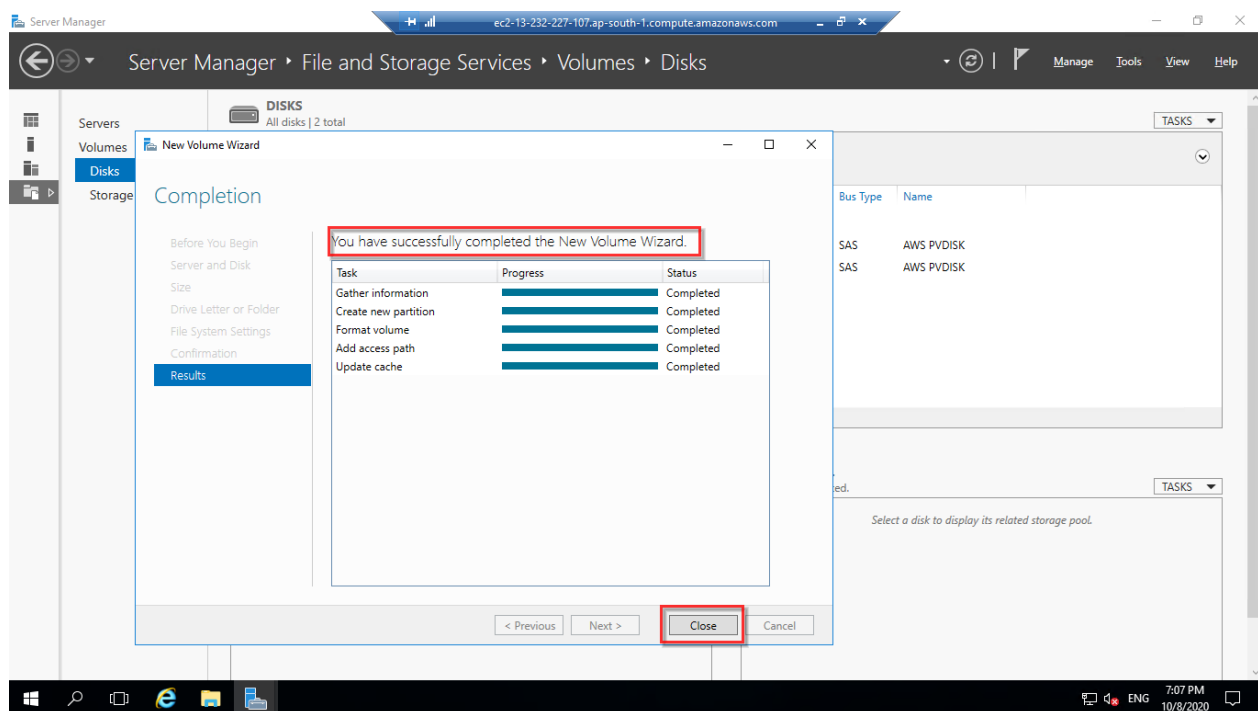 Server Manager
ec2-13-232-227-107.ap-south-1.compute.amazonaws.com
Server Manager ‣ File and Storage Services ‣ Volumes ‣ Disks
Manage Tools View Help
Servers
Volumes
Disks
Storage
DISKS
All disks | 2 total
TASKS
New Volume Wizard
Completion
Before You Begin
Server and Disk
Size
Drive Letter or Folder
File System Settings
Confirmation
Results
You have successfully completed the New Volume Wizard.
Task Progress Status
Gather information Completed
Create new partition Completed
Format volume Completed
Add access path Completed
Update cache Completed
< Previous Next > Close Cancel
Bus Type Name
SAS AWS PVDISK
SAS AWS PVDISK
ted.
TASKS
Select a disk to display its related storage pool.
ENG
7:07 PM
10/8/2020